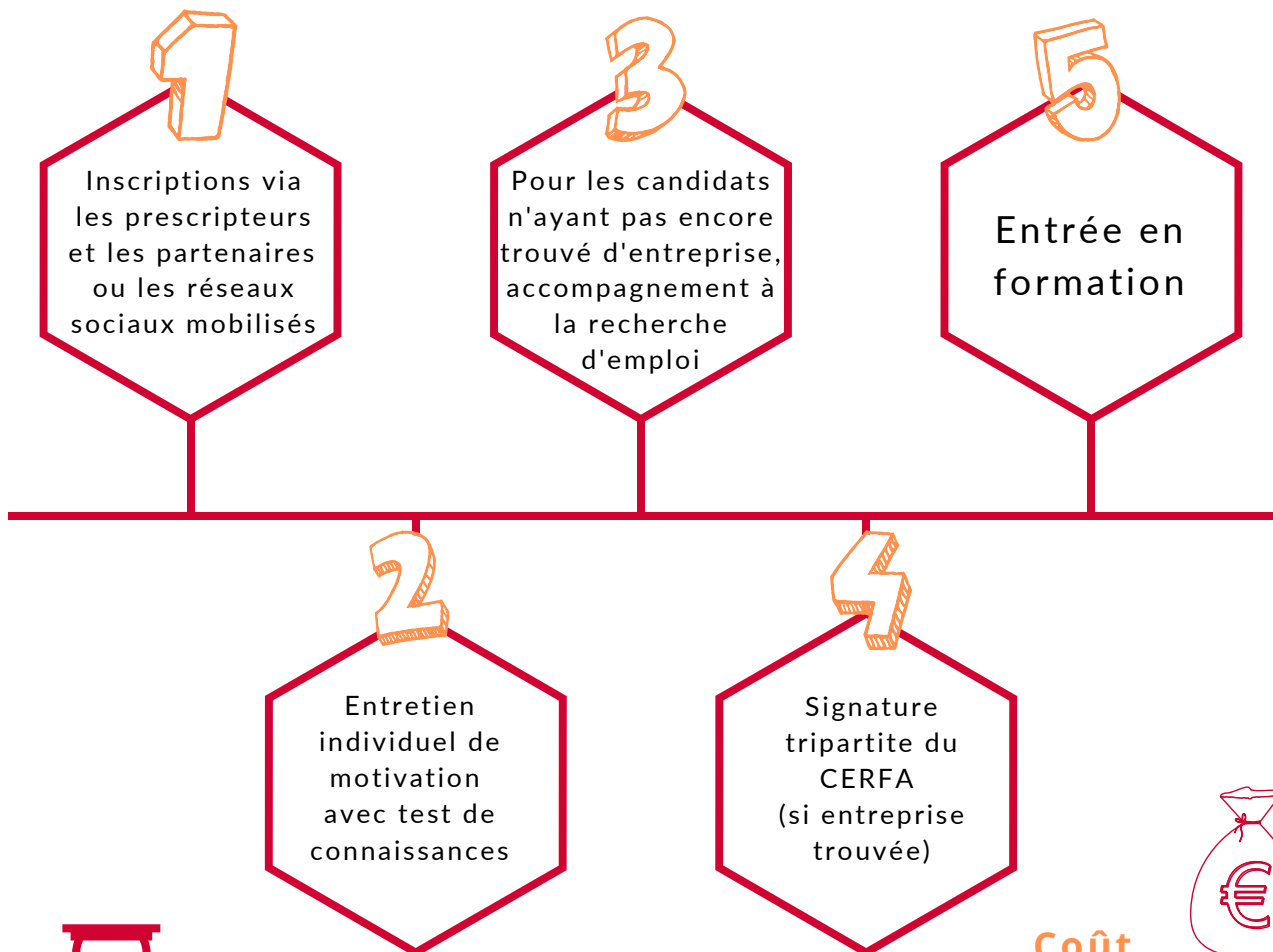 1
Inscriptions via
les prescripteurs
et les partenaires
ou les réseaux
sociaux mobilisés
2
Entretien
individuel de
motivation
avec test de
connaissances
3
Pour les candidats
n'ayant pas encore
trouvé d'entreprise,
accompagnement à
la recherche
d'emploi
4
Signature
tripartite du
CERFA
(si entreprise
trouvée)
5
Entrée en
formation
€
Coût